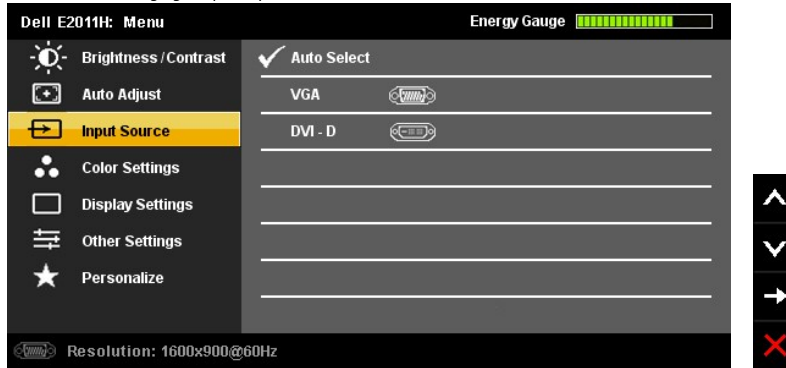 Dell E2011H: Menu
Energy Gauge
Brightness / Contrast
Auto Select
Auto Adjust
VGA
Input Source
DVI - D
Color Settings
Display Settings
Other Settings
Personalize
Resolution: 1600x900@60Hz